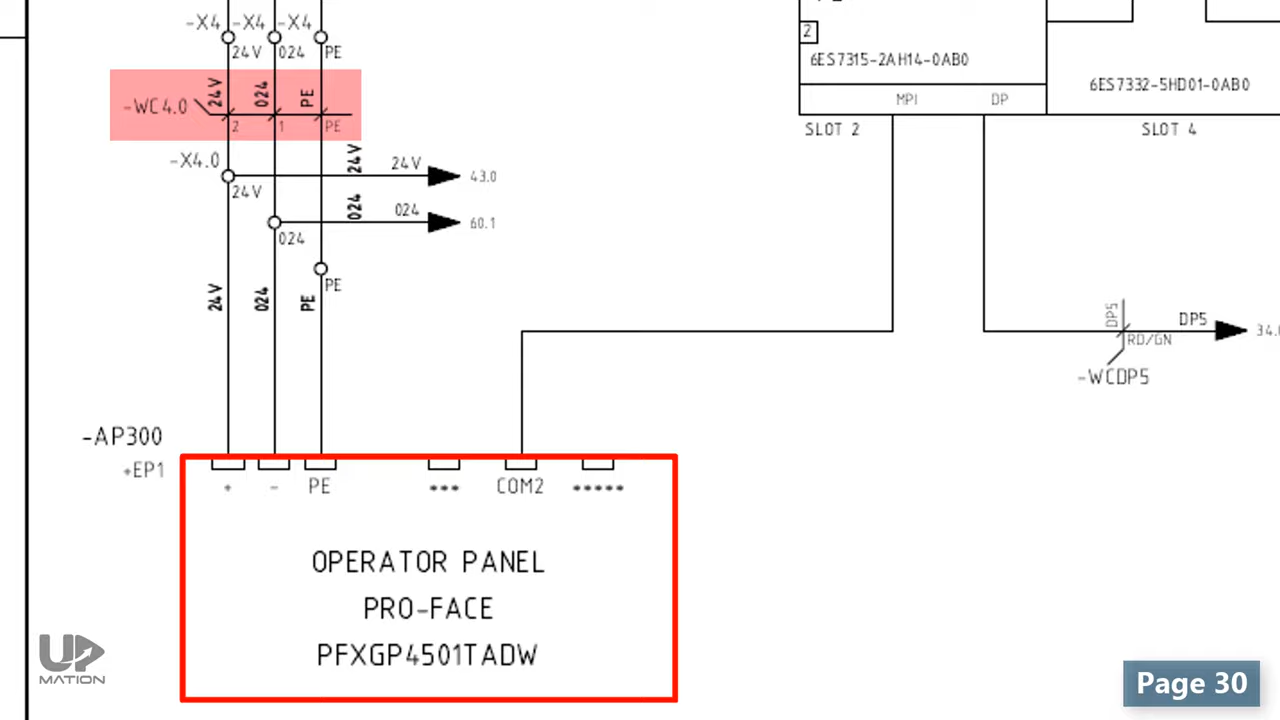 -X4 -X4 -X4
24V 024 PE
2
6ES7315-2AH14-0AB0
6ES7332-5HD01-0AB0
MPI DP
SLOT 2 SLOT 4
24V 024 PE
-WC4.0
2 1 PE
-X4.0
24V
24V 24V 43.0
024
024 024 60.1
PE
24V 024 PE
DP5 DP5
RD/GN
-WCDP5
-AP300
+EP1
+ - PE *** COM2 *****
OPERATOR PANEL
PRO-FACE
PFXGP4501TADW
UP
MATION
Page 30